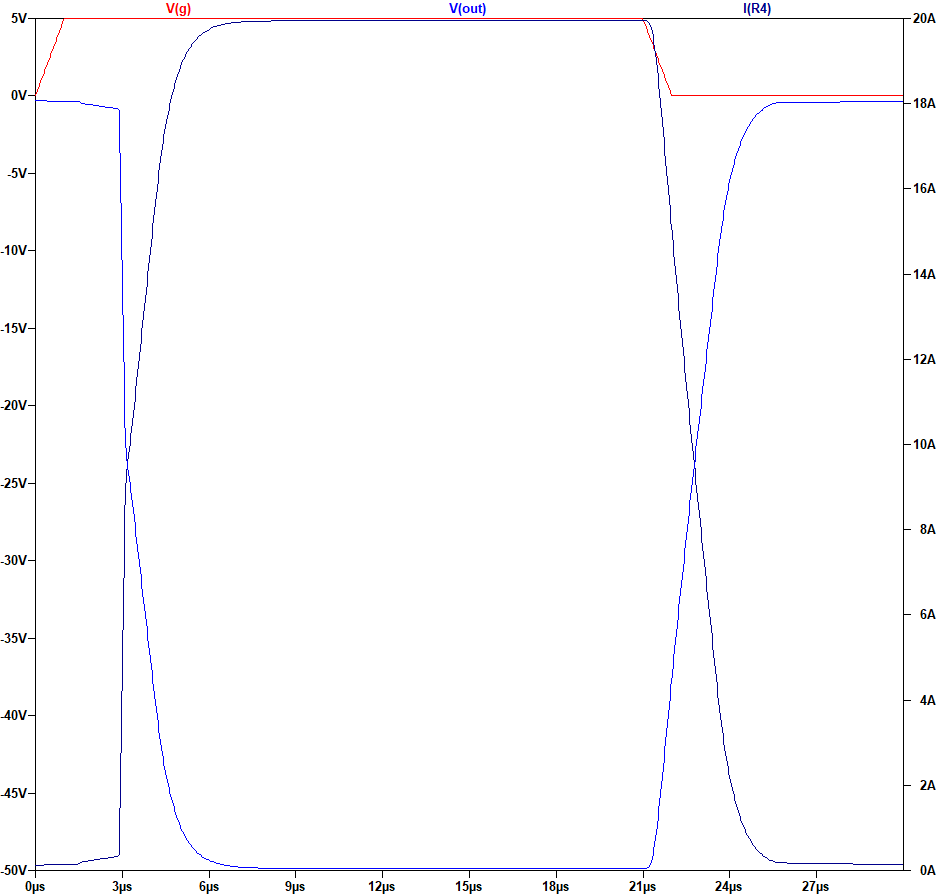 V(g) V(out) I(R4)
5V 20A
0V 18A
-5V 16A
-10V 14A
-15V 12A
-20V 10A
-25V 8A
-30V 6A
-35V 4A
-40V 2A
-45V 0A
-50V
0µs 3µs 6µs 9µs 12µs 15µs 18µs 21µs 24µs 27µs